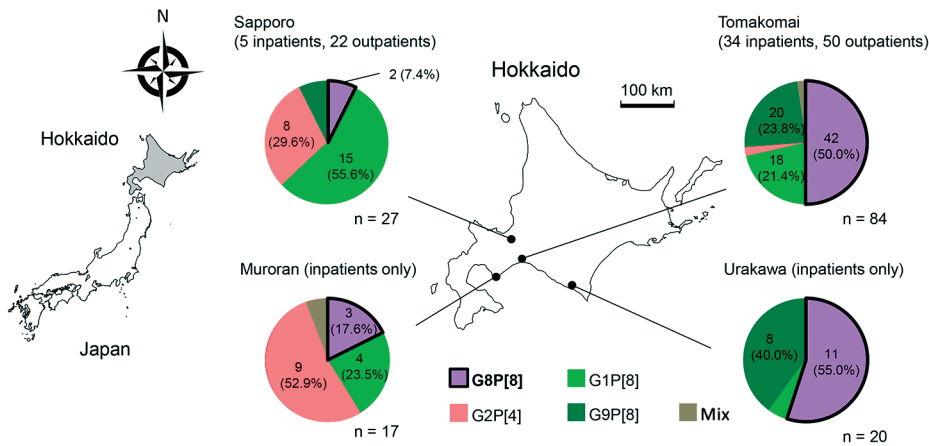 N
Hokkaido
Japan
Sapporo
(5 inpatients, 22 outpatients)
2 (7.4%)
8
(29.6%)
15
(55.6%)
n = 27
Hokkaido
100 km
Tomakomai
(34 inpatients, 50 outpatients)
20
(23.8%)
42
(50.0%)
18
(21.4%)
n = 84
Muroran (inpatients only)
3
(17.6%)
4
(23.5%)
9
(52.9%)
n = 17
Urakawa (inpatients only)
8
(40.0%)
11
(55.0%)
n = 20
G8P[8]
G1P[8]
G2P[4]
G9P[8]
Mix